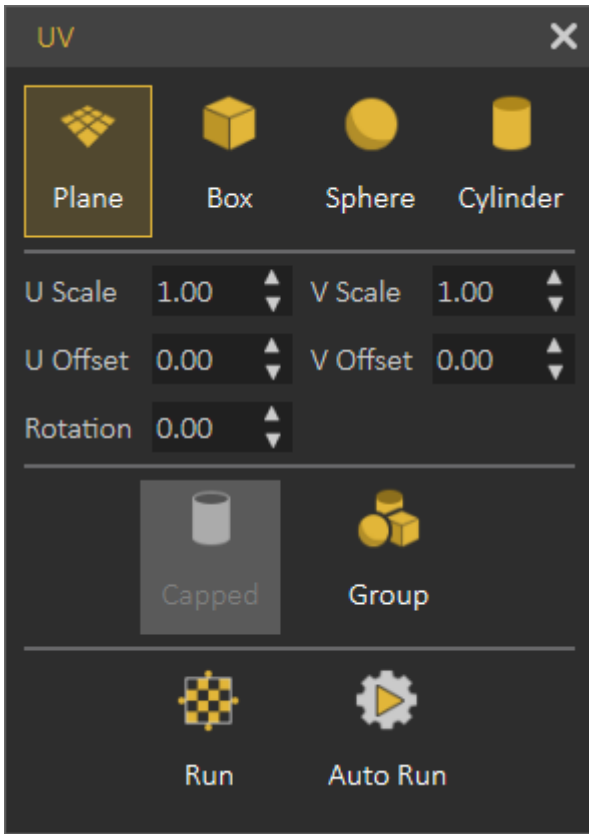 UV
Plane Box Sphere Cylinder
U Scale 1.00 V Scale 1.00
U Offset 0.00 V Offset 0.00
Rotation 0.00
Capped Group
Run Auto Run